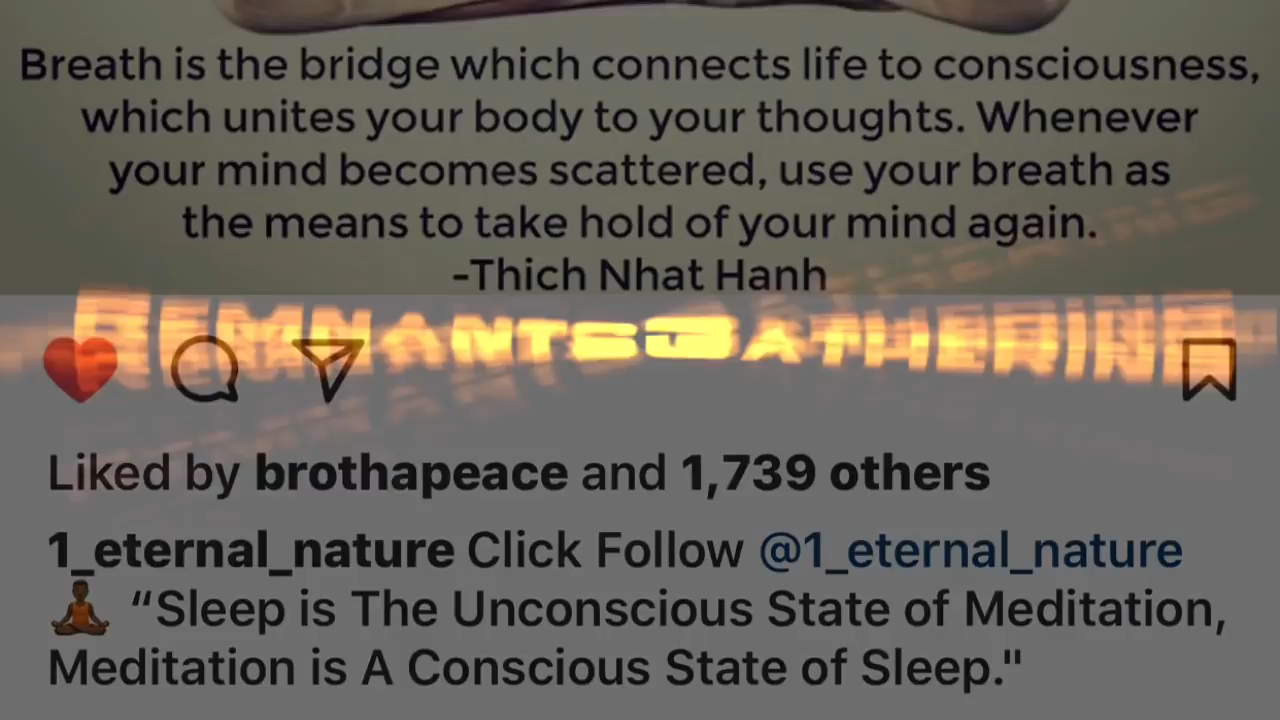 Breath is the bridge which connects life to consciousness,
which unites your body to your thoughts. Whenever
your mind becomes scattered, use your breath as
the means to take hold of your mind again.
-Thich Nhat Hanh
REMNANTSGATHERING
Liked by brothapeace and 1,739 others
1_eternal_nature Click Follow @1_eternal_nature
“Sleep is The Unconscious State of Meditation,
Meditation is A Conscious State of Sleep."